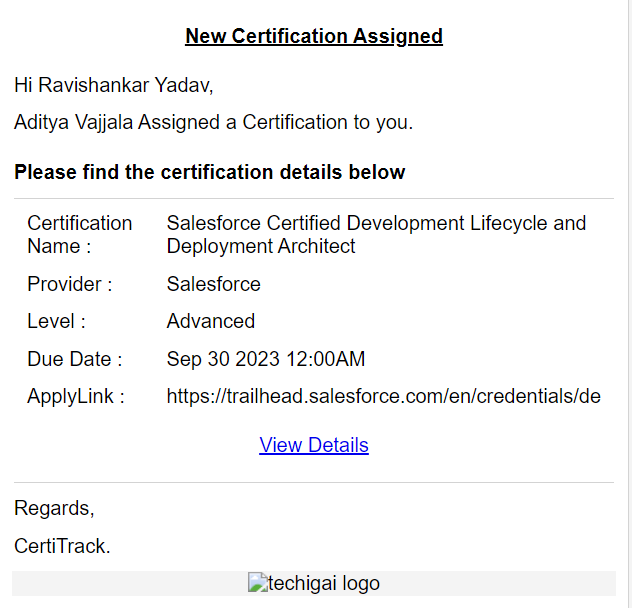 New Certification Assigned
Hi Ravishankar Yadav,
Aditya Vajjala Assigned a Certification to you.
Please find the certification details below
Certification Name : Salesforce Certified Development Lifecycle and Deployment Architect
Provider : Salesforce
Level : Advanced
Due Date : Sep 30 2023 12:00AM
ApplyLink : https://trailhead.salesforce.com/en/credentials/de
View Details
Regards,
CertiTrack.
techigai logo